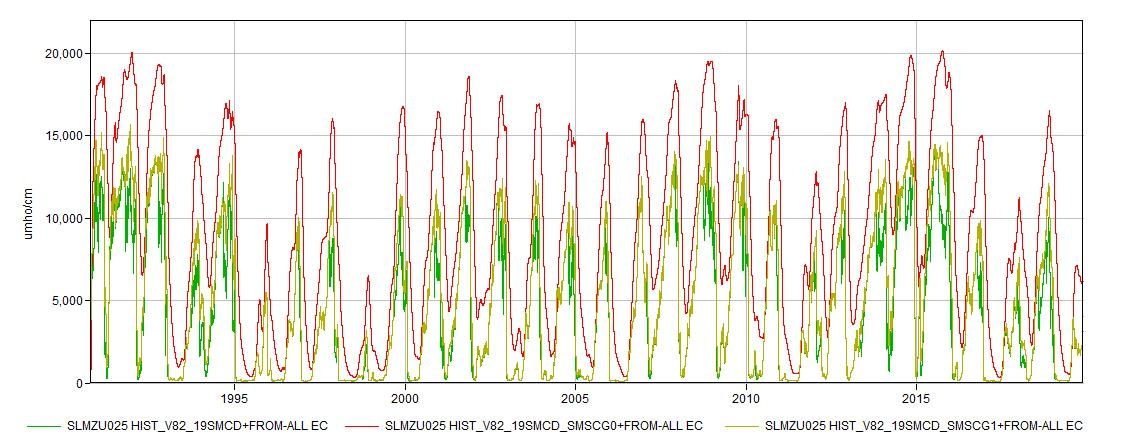 20,000
15,000
10,000
5,000
0
umho/cm
1995 2000 2005 2010 2015
SLMZU025 HIST_V82_19SMCD+FROM-ALL EC SLMZU025 HIST_V82_19SMCD_SMSCG0+FROM-ALL EC SLMZU025 HIST_V82_19SMCD_SMSCG1+FROM-ALL EC